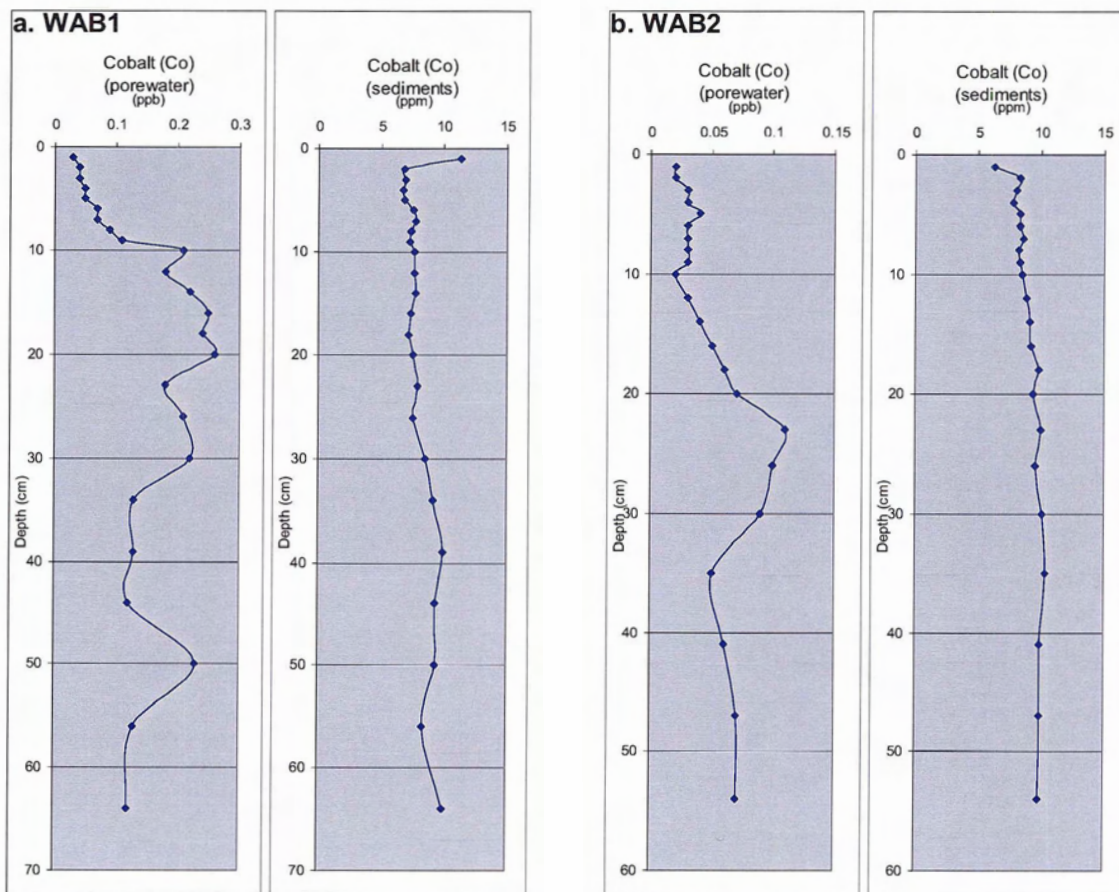 a. WAB1
Cobalt (Co)
(porewater)
(ppb)
0 0.1 0.2 0.3
0
10
20
30
40
50
60
70
Depth (cm)
Cobalt (Co)
(sediments)
(ppm)
0 5 10 15
0
10
20
30
40
50
60
70
Depth (cm)
b. WAB2
Cobalt (Co)
(porewater)
(ppb)
0 0.05 0.1 0.15
0
10
20
30
40
50
60
Depth (cm)
Cobalt (Co)
(sediments)
(ppm)
0 5 10 15
0
10
20
30
40
50
60
Depth (cm)